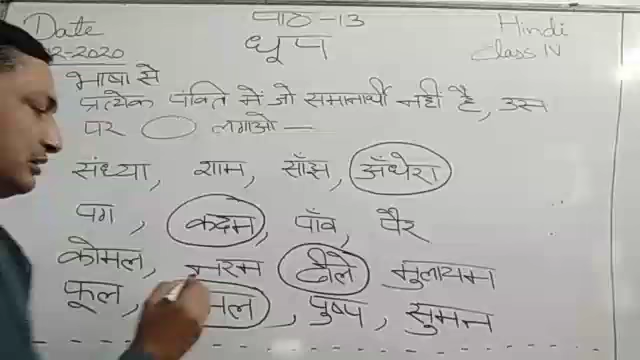 Date पाठ-13 Hindi
2-2020 धूप Class IV
भाषा से
प्रत्येक पंक्ति में जो समानार्थी नहीं है, उस
पर लगाओ —
संध्या, शाम, साँझ, अँधेरा
पग, कदम, पाँव, पैर
कोमल, नरम ढीले मुलायम
फूल, पुष्प, सुमन